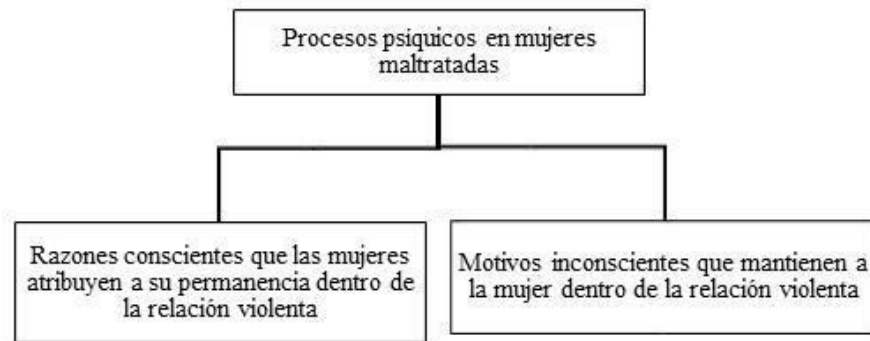 Procesos psiquicos en mujeres
maltratadas
Razones conscientes que las mujeres
atribuyen a su permanencia dentro de
la relación violenta
Motivos inconscientes que mantienen a
la mujer dentro de la relación violenta